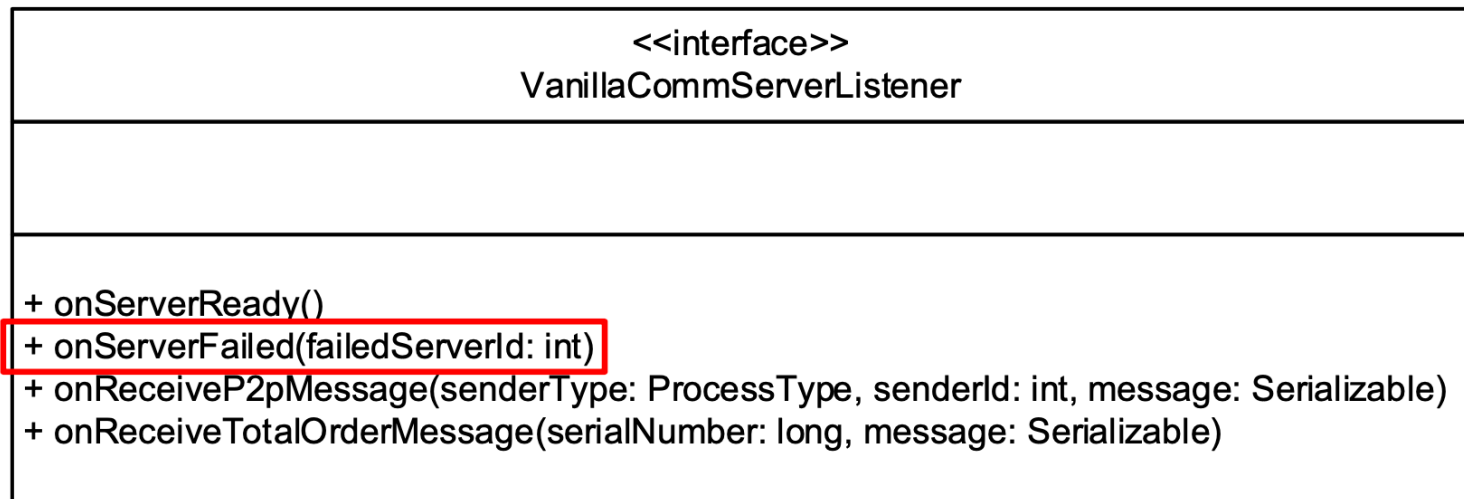 <<interface>>
VanillaCommServerListener
+ onServerReady()
+ onServerFailed(failedServerId: int)
+ onReceiveP2pMessage(senderType: ProcessType, senderId: int, message: Serializable)
+ onReceiveTotalOrderMessage(serialNumber: long, message: Serializable)